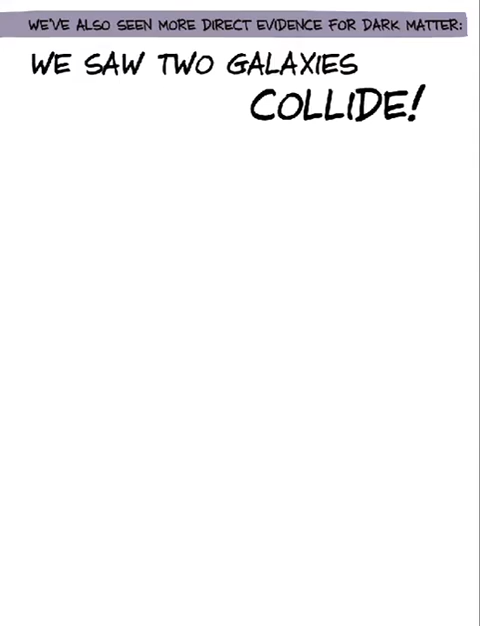 WE'VE ALSO SEEN MORE DIRECT EVIDENCE FOR DARK MATTER:
WE SAW TWO GALAXIES
COLLIDE!